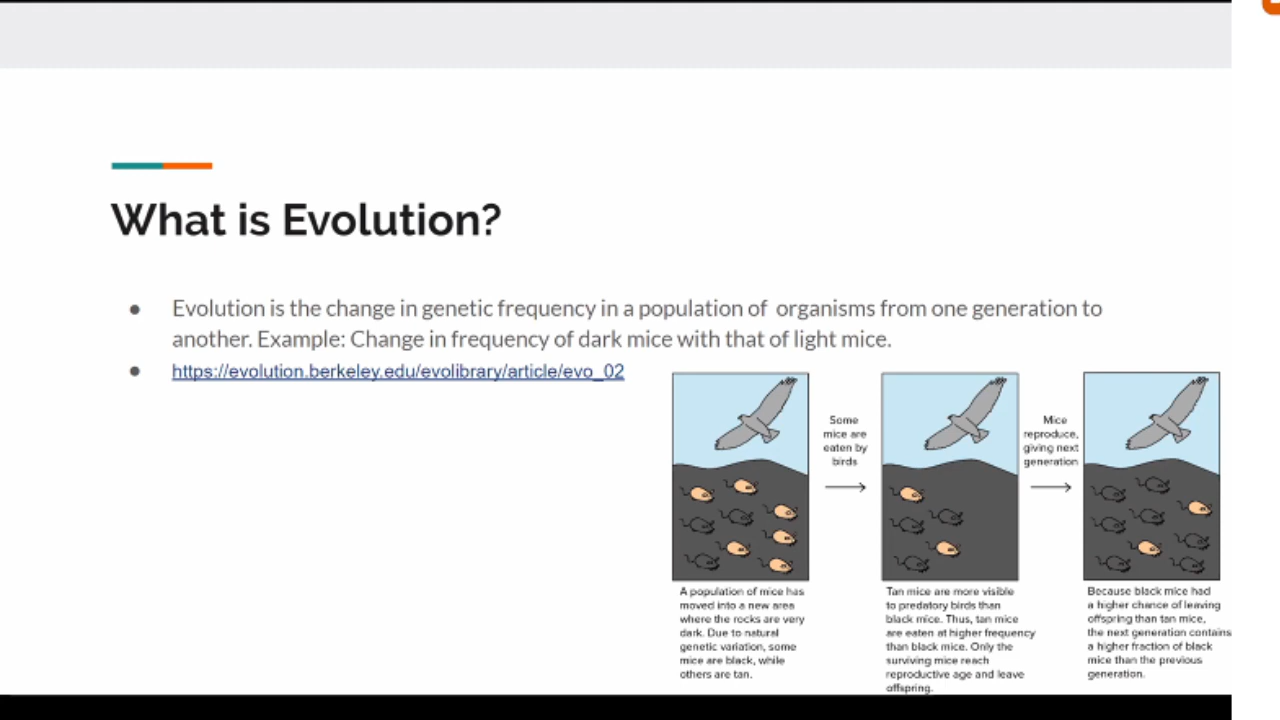 What is Evolution?
● Evolution is the change in genetic frequency in a population of  organisms from one generation to
another. Example: Change in frequency of dark mice with that of light mice.
● https://evolution.berkeley.edu/evolibrary/article/evo_02
Some
mice are
eaten by
birds
Mice
reproduce,
giving next
generation
A population of mice has
moved into a new area
where the rocks are very
dark. Due to natural
genetic variation, some
mice are black, while
others are tan.
Tan mice are more visible
to predatory birds than
black mice. Thus, tan mice
are eaten at higher frequency
than black mice. Only the
surviving mice reach
reproductive age and leave
offspring.
Because black mice had
a higher chance of leaving
offspring than tan mice,
the next generation contains
a higher fraction of black
mice than the previous
generation.